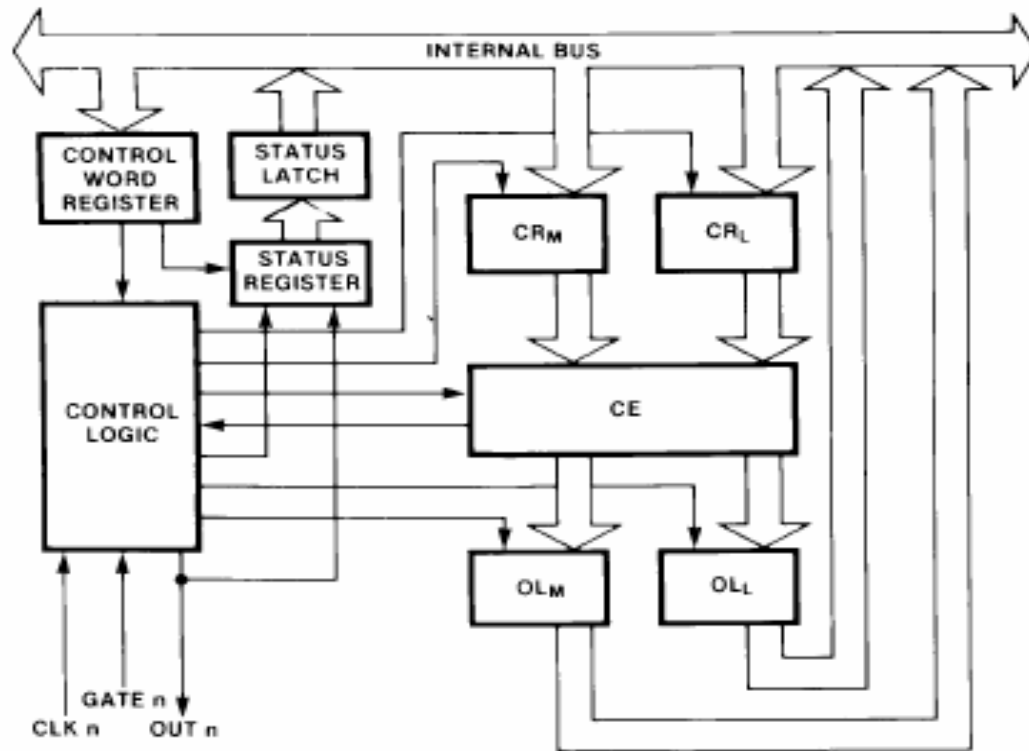 INTERNAL BUS
CONTROL
WORD
REGISTER
STATUS
LATCH
STATUS
REGISTER
CRM
CRL
CONTROL
LOGIC
CE
OLM
OLL
CLK n
GATE n
OUT n